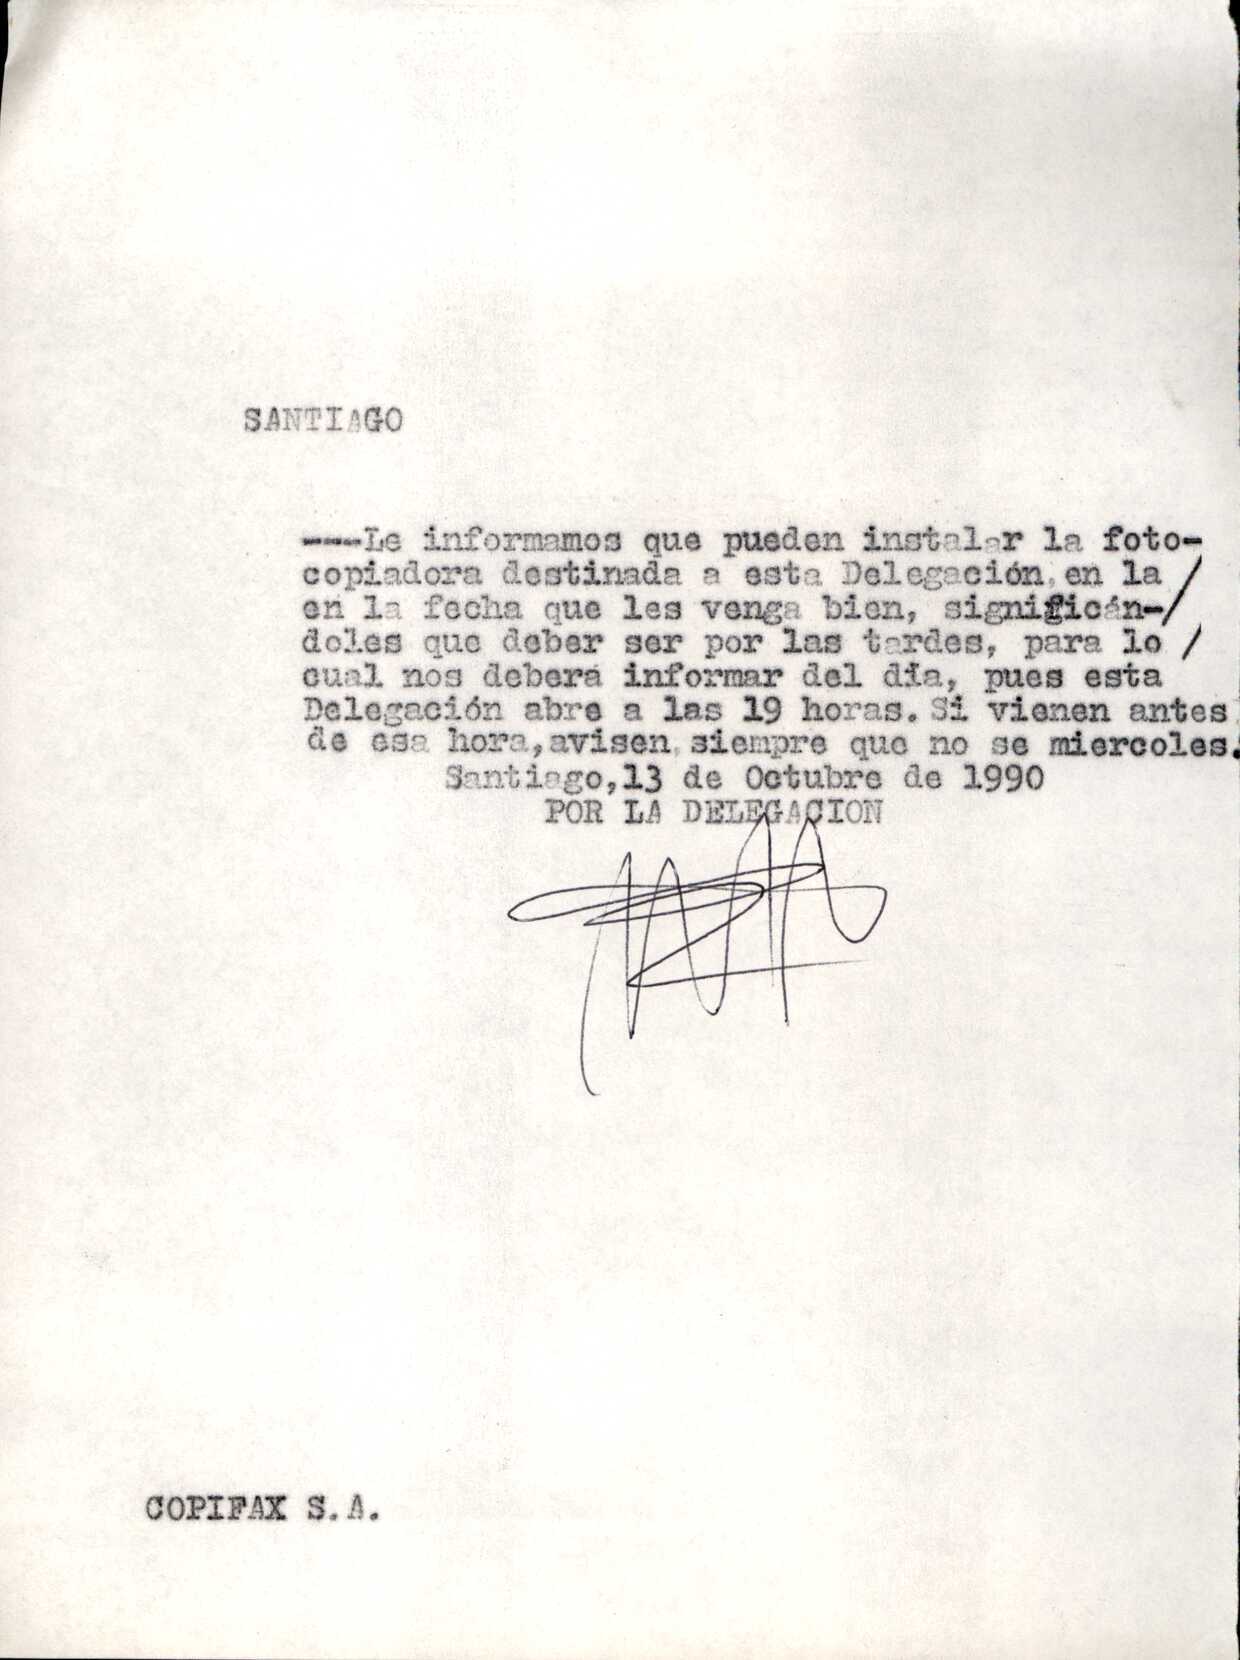 SANTIAGO
---Le informamos que pueden instalar la foto-
copiadora destinada a esta Delegación, en la /
en la fecha que les venga bien, significán-/
doles que deber ser por las tardes, para lo /
cual nos deberá informar del día, pues esta
Delegación abre a las 19 horas. Si vienen antes
de esa hora, avisen, siempre que no se miercoles.
Santiago, 13 de Octubre de 1990
POR LA DELEGACION
COPIFAX S.A.